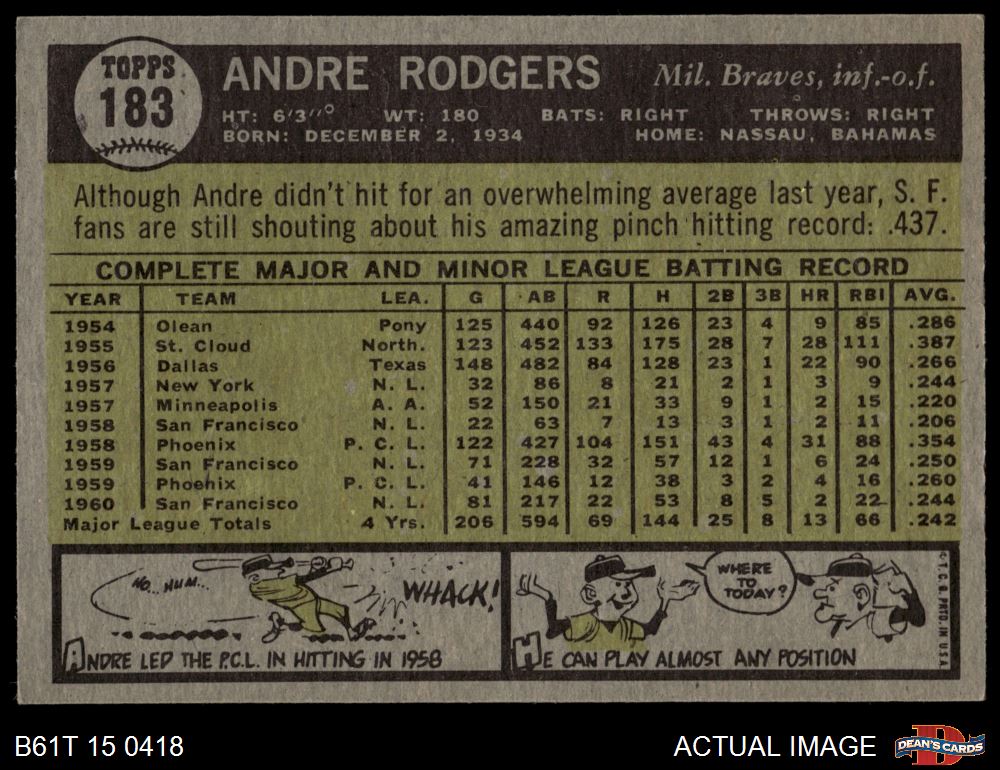 TOPPS
183
ANDRE RODGERS Mil. Braves, inf.-o.f.
HT: 6'3" WT: 180 BATS: RIGHT THROWS: RIGHT
BORN: DECEMBER 2, 1934 HOME: NASSAU, BAHAMAS
Although Andre didn't hit for an overwhelming average last year, S. F.
fans are still shouting about his amazing pinch hitting record: .437.
COMPLETE MAJOR AND MINOR LEAGUE BATTING RECORD
YEAR TEAM LEA. G AB R H 2B 3B HR RBI AVG.
1954 Olean Pony 125 440 92 126 23 4 9 85 .286
1955 St. Cloud North. 123 452 133 175 28 7 28 111 .387
1956 Dallas Texas 148 482 84 128 23 1 22 90 .266
1957 New York N. L. 32 86 8 21 2 1 3 9 .244
1957 Minneapolis A. A. 52 150 21 33 9 1 2 15 .220
1958 San Francisco N. L. 22 63 7 13 3 1 2 11 .206
1958 Phoenix P. C. L. 122 427 104 151 43 4 31 88 .354
1959 San Francisco N. L. 71 228 32 57 12 1 6 24 .250
1959 Phoenix P. C. L. 41 146 12 38 3 2 4 16 .260
1960 San Francisco N. L. 81 217 22 53 8 5 2 22 .244
Major League Totals 4 Yrs. 206 594 69 144 25 8 13 66 .242
HO.. HUM..
WHACK!
ANDRE LED THE P.C.L. IN HITTING IN 1958
WHERE
TO
TODAY?
HE CAN PLAY ALMOST ANY POSITION
© T.C.G. PRTD. IN U.S.A.
B61T 15 0418
ACTUAL IMAGE
D
DEAN'S CARDS